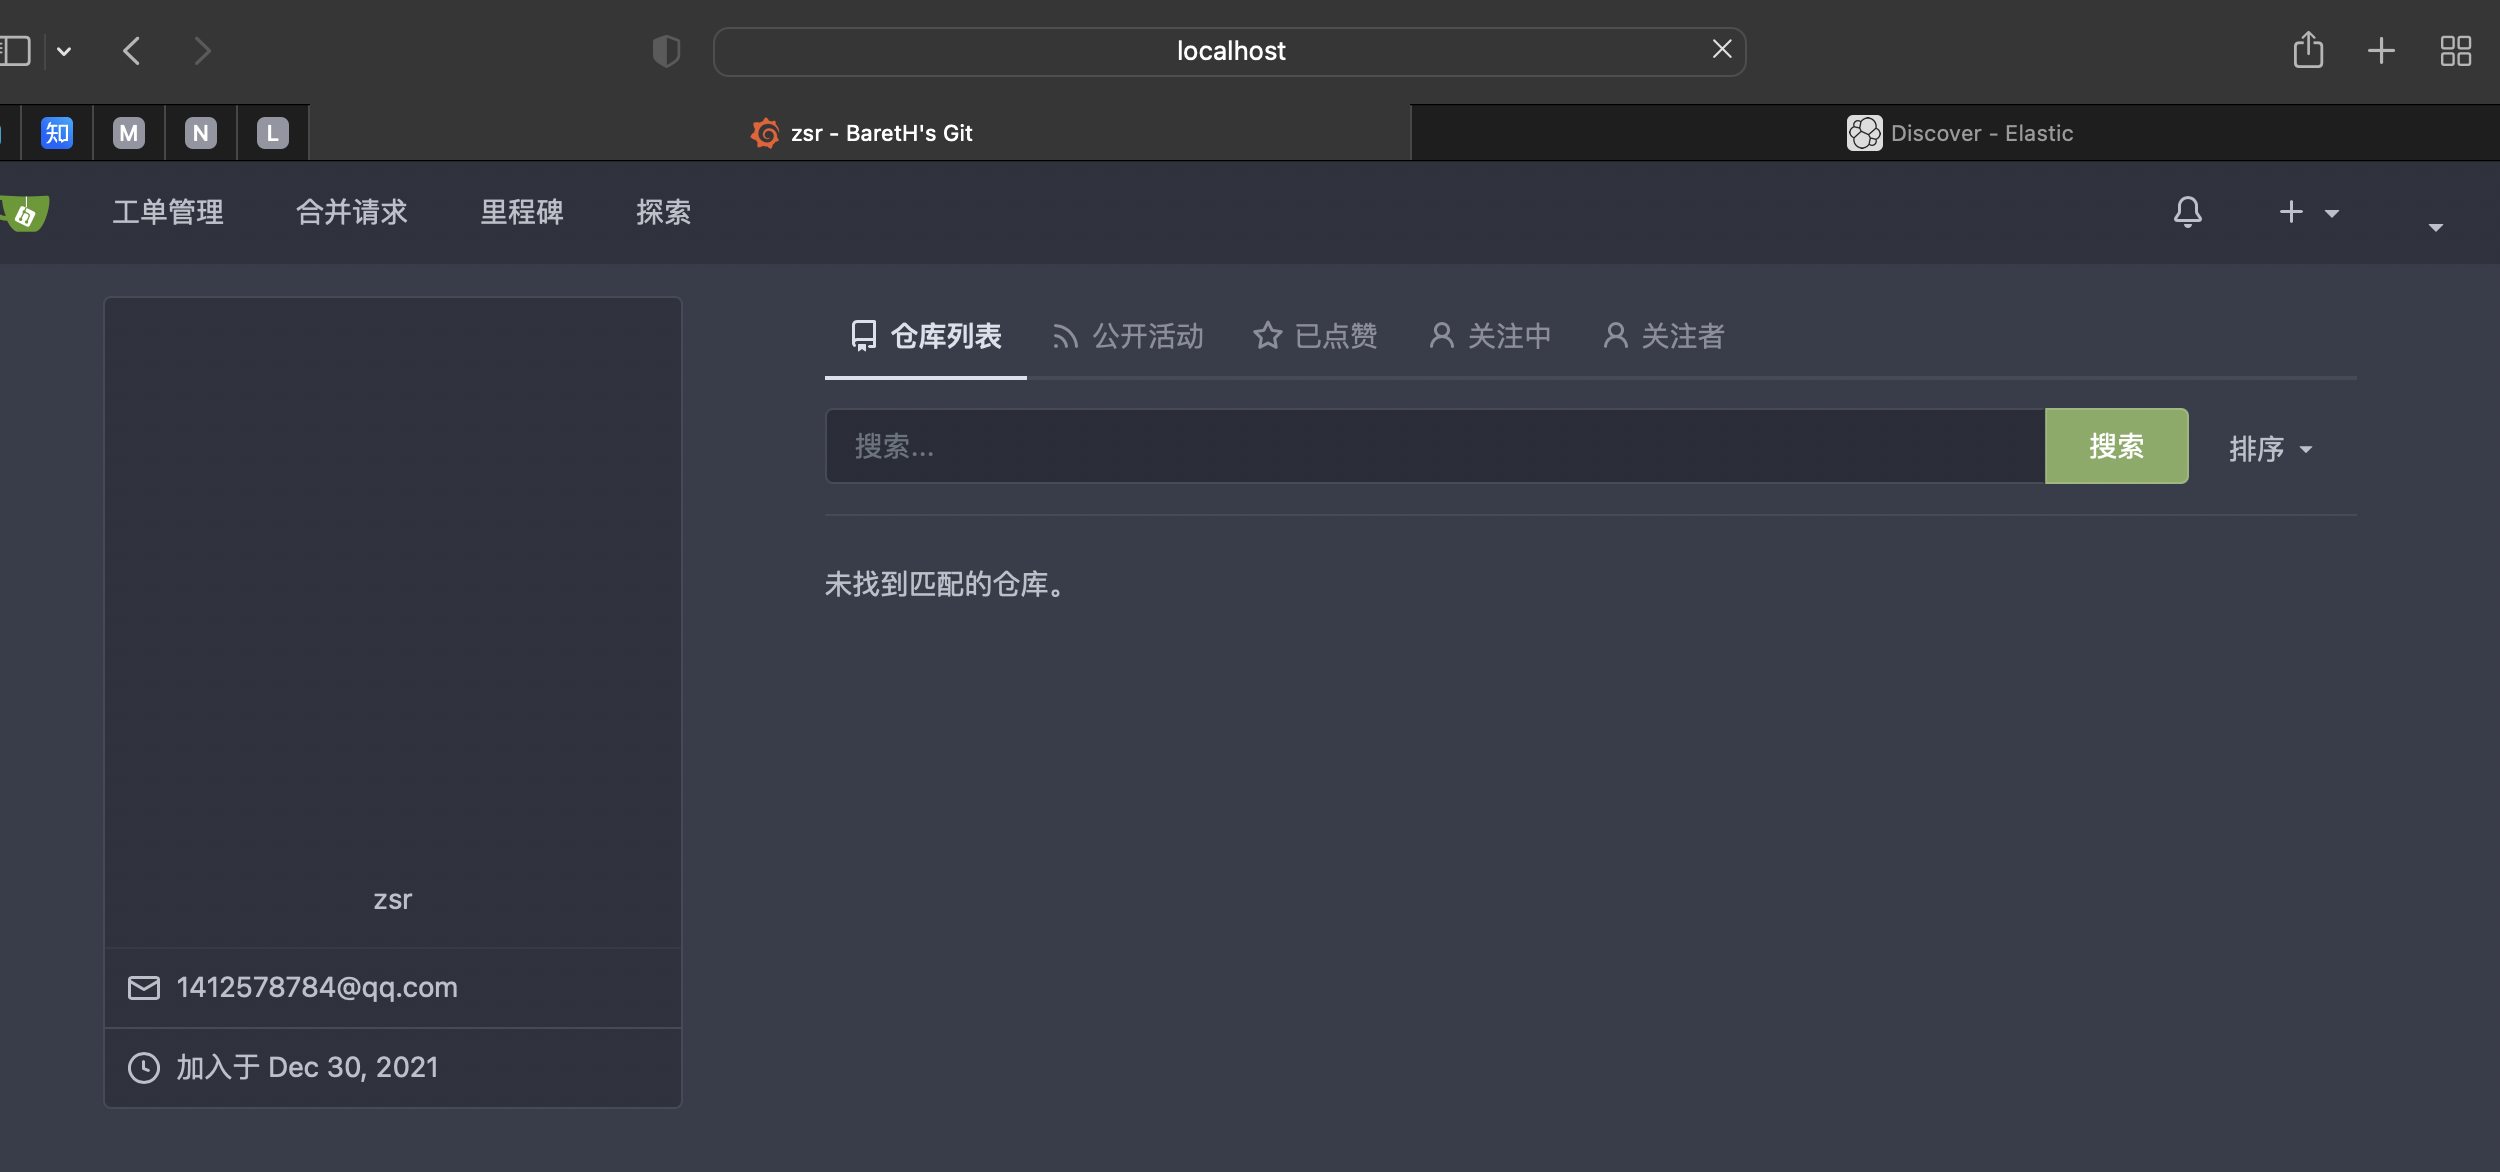 localhost
知
M
N
L
zsr - BaretH's Git
Discover - Elastic
工单管理
合并请求
里程碑
探索
仓库列表
公开活动
已点赞
关注中
关注者
搜索...
搜索
排序
未找到匹配的仓库。
zsr
1412578784@qq.com
加入于 Dec 30, 2021